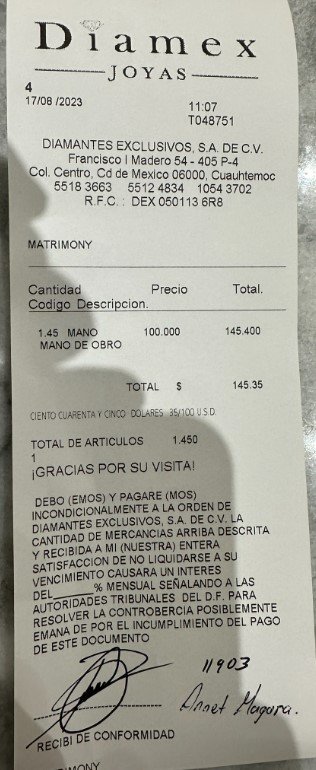 Diamex
JOYAS
4
17/08 /2023
11:07
T048751
DIAMANTES EXCLUSIVOS, S.A. DE C.V.
Francisco I Madero 54 - 405 P-4
Col. Centro, Cd de Mexico 06000, Cuauhtemoc
5518 3663 5512 4834 1054 3702
R.F.C. : DEX 050113 6R8
MATRIMONY
Cantidad Precio Total.
Codigo Descripcion.
1.45 MANO 100.000 145.400
MANO DE OBRO
TOTAL $ 145.35
CIENTO CUARENTA Y CINCO DOLARES 35/100 U.S.D.
TOTAL DE ARTICULOS 1.450
1
¡GRACIAS POR SU VISITA!
DEBO (EMOS) Y PAGARE (MOS)
INCONDICIONALMENTE A LA ORDEN DE
DIAMANTES EXCLUSIVOS, S.A. DE C.V. LA
CANTIDAD DE MERCANCIAS ARRIBA DESCRITA
Y RECIBIDA A MI (NUESTRA) ENTERA
SATISFACCION DE NO LIQUIDARSE A SU
VENCIMIENTO CAUSARA UN INTERES
DEL_____% MENSUAL SEÑALANDO A LAS
AUTORIDADES TRIBUNALES DEL D.F. PARA
RESOLVER LA CONTROBERCIA POSIBLEMENTE
EMANA DE POR EL INCUMPLIMIENTO DEL PAGO
DE ESTE DOCUMENTO
11903
Annet Magara.
RECIBI DE CONFORMIDAD
MATRIMONY